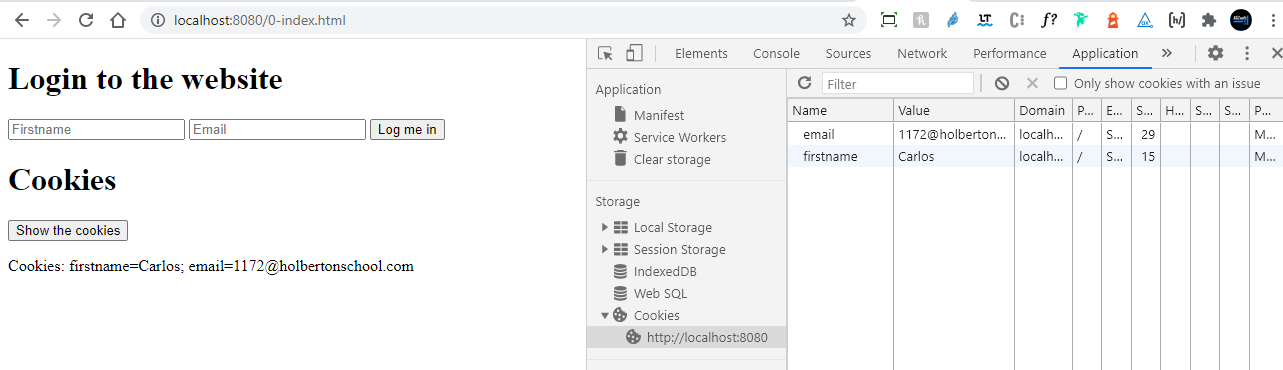 localhost:8080/0-index.html
Login to the website
Firstname Email Log me in
Cookies
Show the cookies
Cookies: firstname=Carlos; email=1172@holbertonschool.com
Elements Console Sources Network Performance Application »
Application
Manifest
Service Workers
Clear storage
Storage
Local Storage
Session Storage
IndexedDB
Web SQL
Cookies
http://localhost:8080
Filter Only show cookies with an issue
Name Value Domain P... E... S... H... S... S... P...
email 1172@holberton... localh... / S... 29 M...
firstname Carlos localh... / S... 15 M...